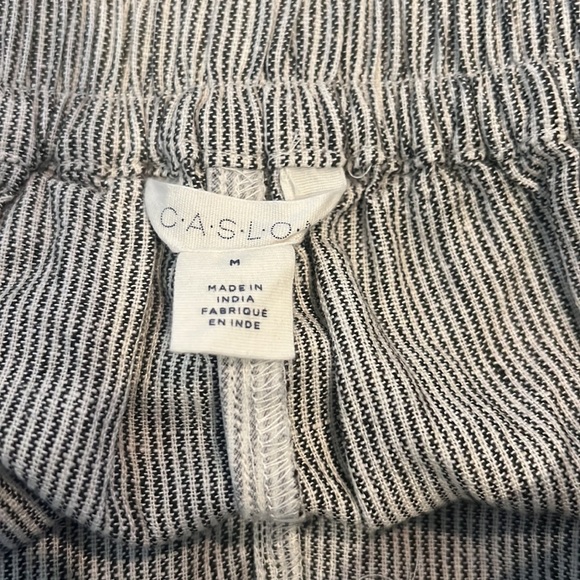 C·A·S·L·O·
M
MADE IN
INDIA
FABRIQUÉ
EN INDE